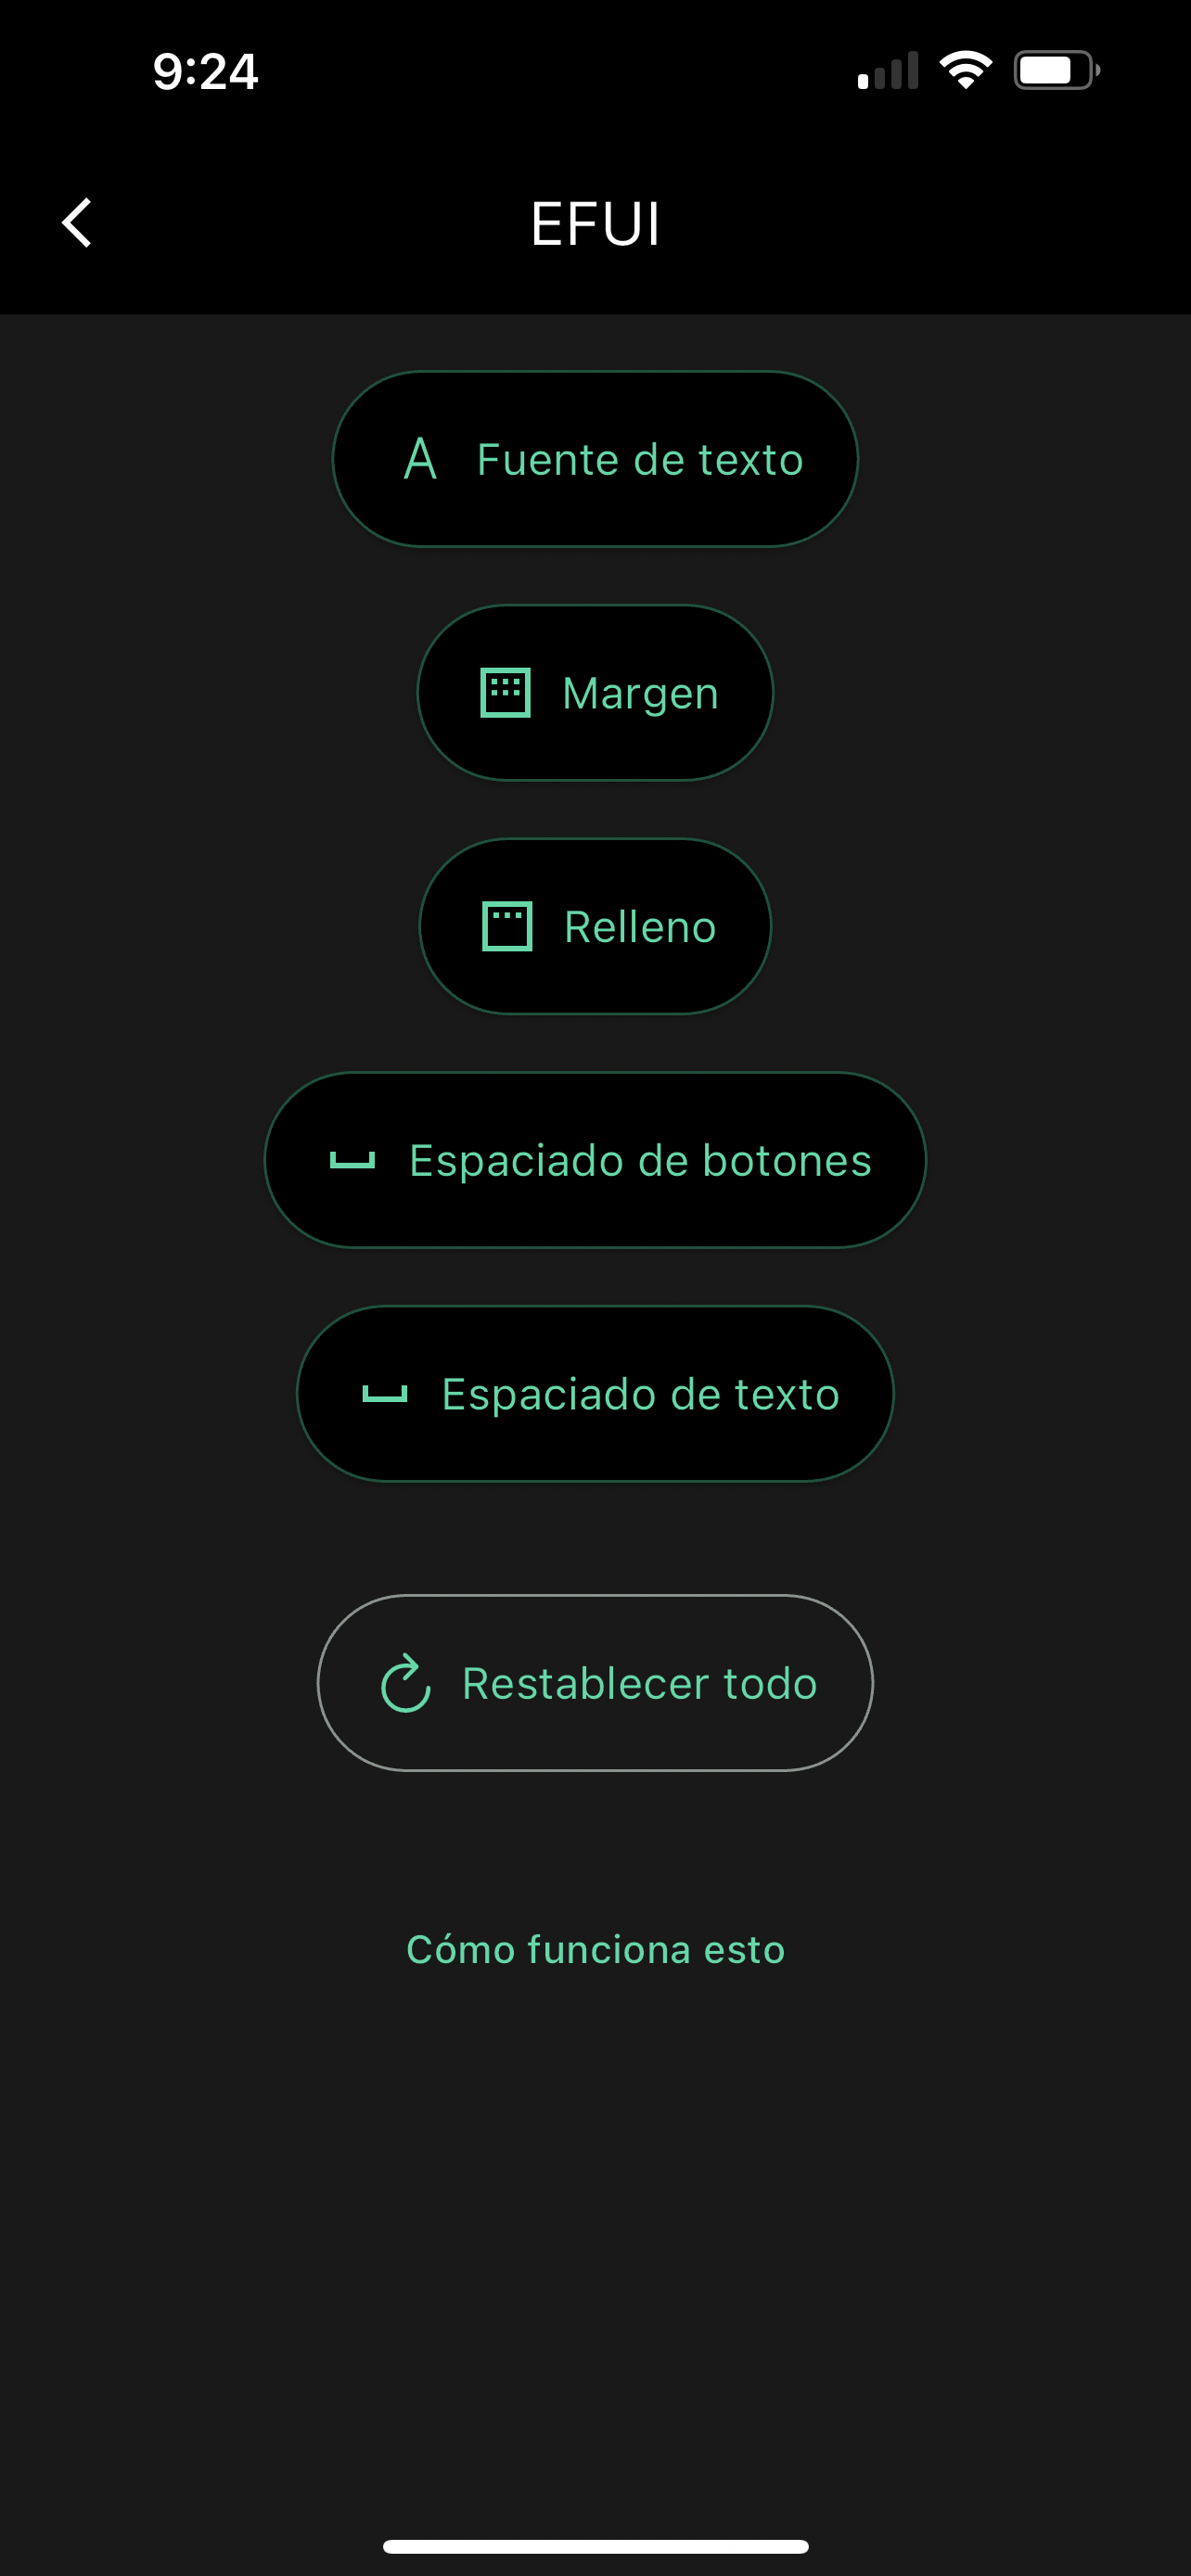 9:24
EFUI
Fuente de texto
Margen
Relleno
Espaciado de botones
Espaciado de texto
Restablecer todo
Cómo funciona esto